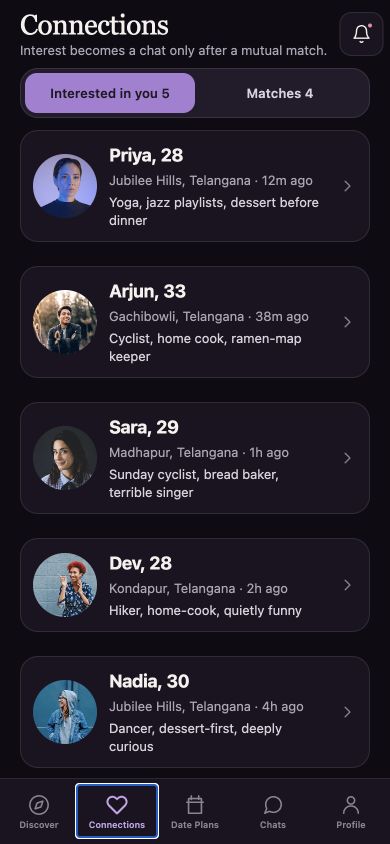 Connections
Interest becomes a chat only after a mutual match.
Interested in you 5
Matches 4
Priya, 28
Jubilee Hills, Telangana · 12m ago
Yoga, jazz playlists, dessert before
dinner
Arjun, 33
Gachibowli, Telangana · 38m ago
Cyclist, home cook, ramen-map
keeper
Sara, 29
Madhapur, Telangana · 1h ago
Sunday cyclist, bread baker,
terrible singer
Dev, 28
Kondapur, Telangana · 2h ago
Hiker, home-cook, quietly funny
Nadia, 30
Jubilee Hills, Telangana · 4h ago
Dancer, dessert-first, deeply
curious
Discover
Connections
Date Plans
Chats
Profile